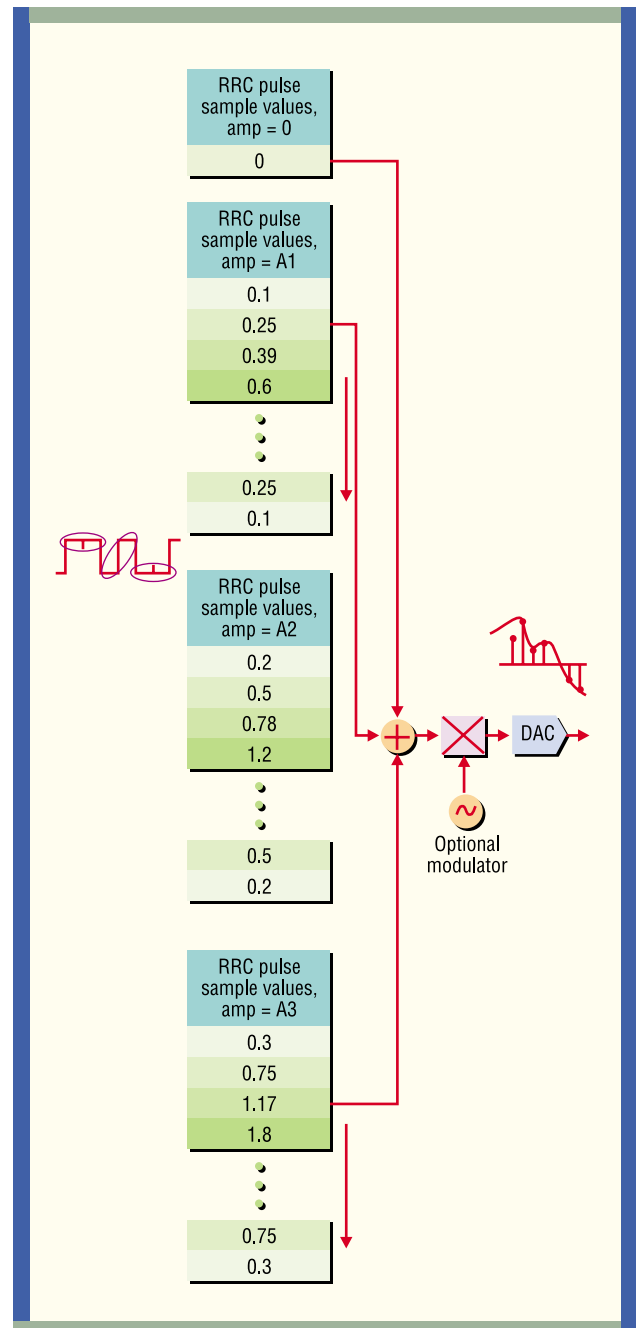 RRC pulse
sample values,
amp = 0
0
RRC pulse
sample values,
amp = A1
0.1
0.25
0.39
0.6
0.25
0.1
RRC pulse
sample values,
amp = A2
0.2
0.5
0.78
1.2
0.5
0.2
DAC
Optional
modulator
RRC pulse
sample values,
amp = A3
0.3
0.75
1.17
1.8
0.75
0.3